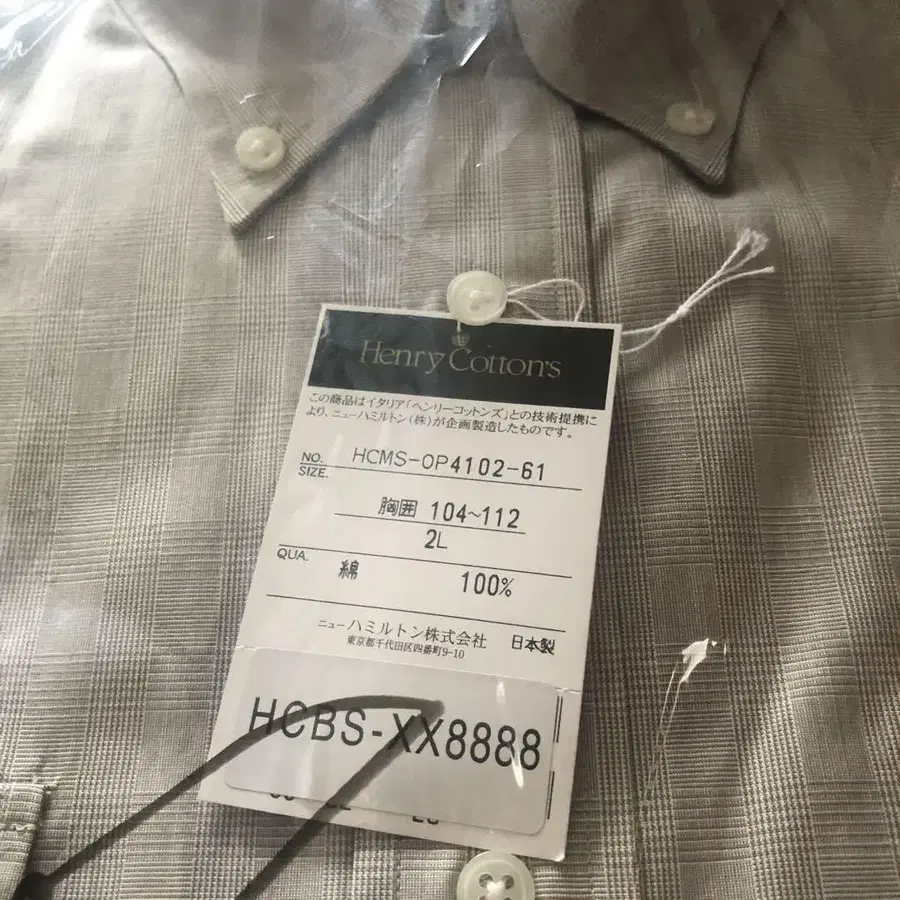 Henry Cotton's
この商品はイタリア「ヘンリーコットンズ」との技術提携に
より、ニューハミルトン(株)が企画製造したものです。
NO. HCMS-OP4102-61
SIZE.
胸囲 104~112
2L
QUA.
綿 100%
ニューハミルトン株式会社 日本製
東京都千代田区四番町9-10
HCBS-XX8888